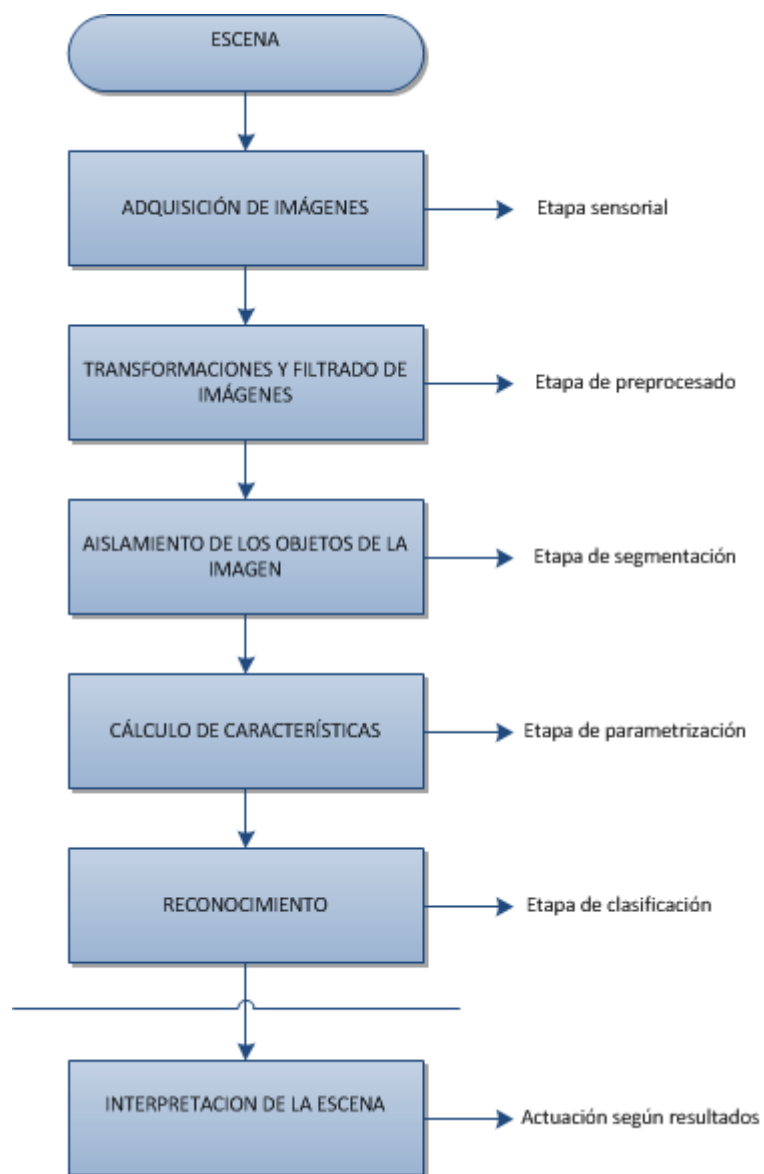 ESCENA
ADQUISICIÓN DE IMÁGENES
Etapa sensorial
TRANSFORMACIONES Y FILTRADO DE
IMÁGENES
Etapa de preprocesado
AISLAMIENTO DE LOS OBJETOS DE LA
IMAGEN
Etapa de segmentación
CÁLCULO DE CARACTERÍSTICAS
Etapa de parametrización
RECONOCIMIENTO
Etapa de clasificación
INTERPRETACION DE LA ESCENA
Actuación según resultados